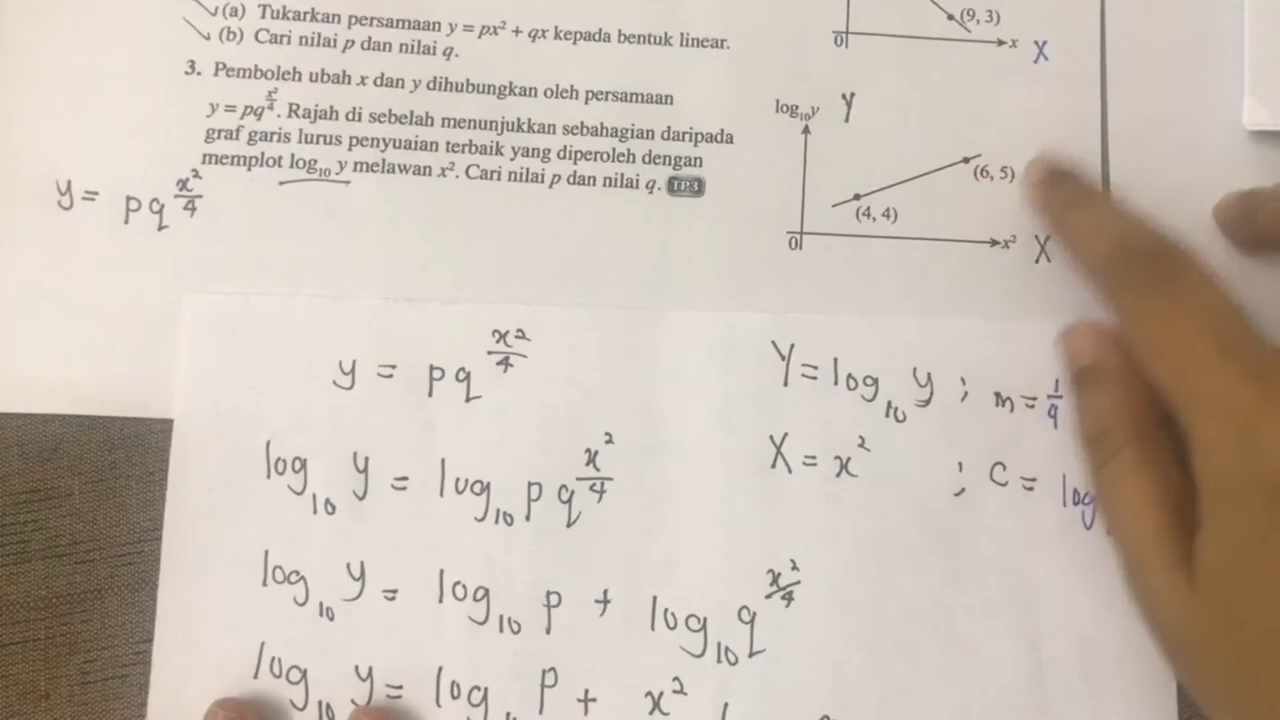 (a) Tukarkan persamaan y = px² + qx kepada bentuk linear.
(b) Cari nilai p dan nilai q.
(9, 3)
0 x X
3. Pemboleh ubah x dan y dihubungkan oleh persamaan
y = pq^(x²/4). Rajah di sebelah menunjukkan sebahagian daripada
graf garis lurus penyuaian terbaik yang diperoleh dengan
memplot log₁₀ y melawan x². Cari nilai p dan nilai q. TP3
log₁₀y Y
(6, 5)
(4, 4)
0 x² X
y = pq^(x²/4)
y = pq^(x²/4)
log₁₀ y = log₁₀ pq^(x²/4)
log₁₀ y = log₁₀ p + log₁₀ q^(x²/4)
log₁₀ y = log p + x²
Y = log₁₀ y ; m = 1/4
X = x² ; c = log